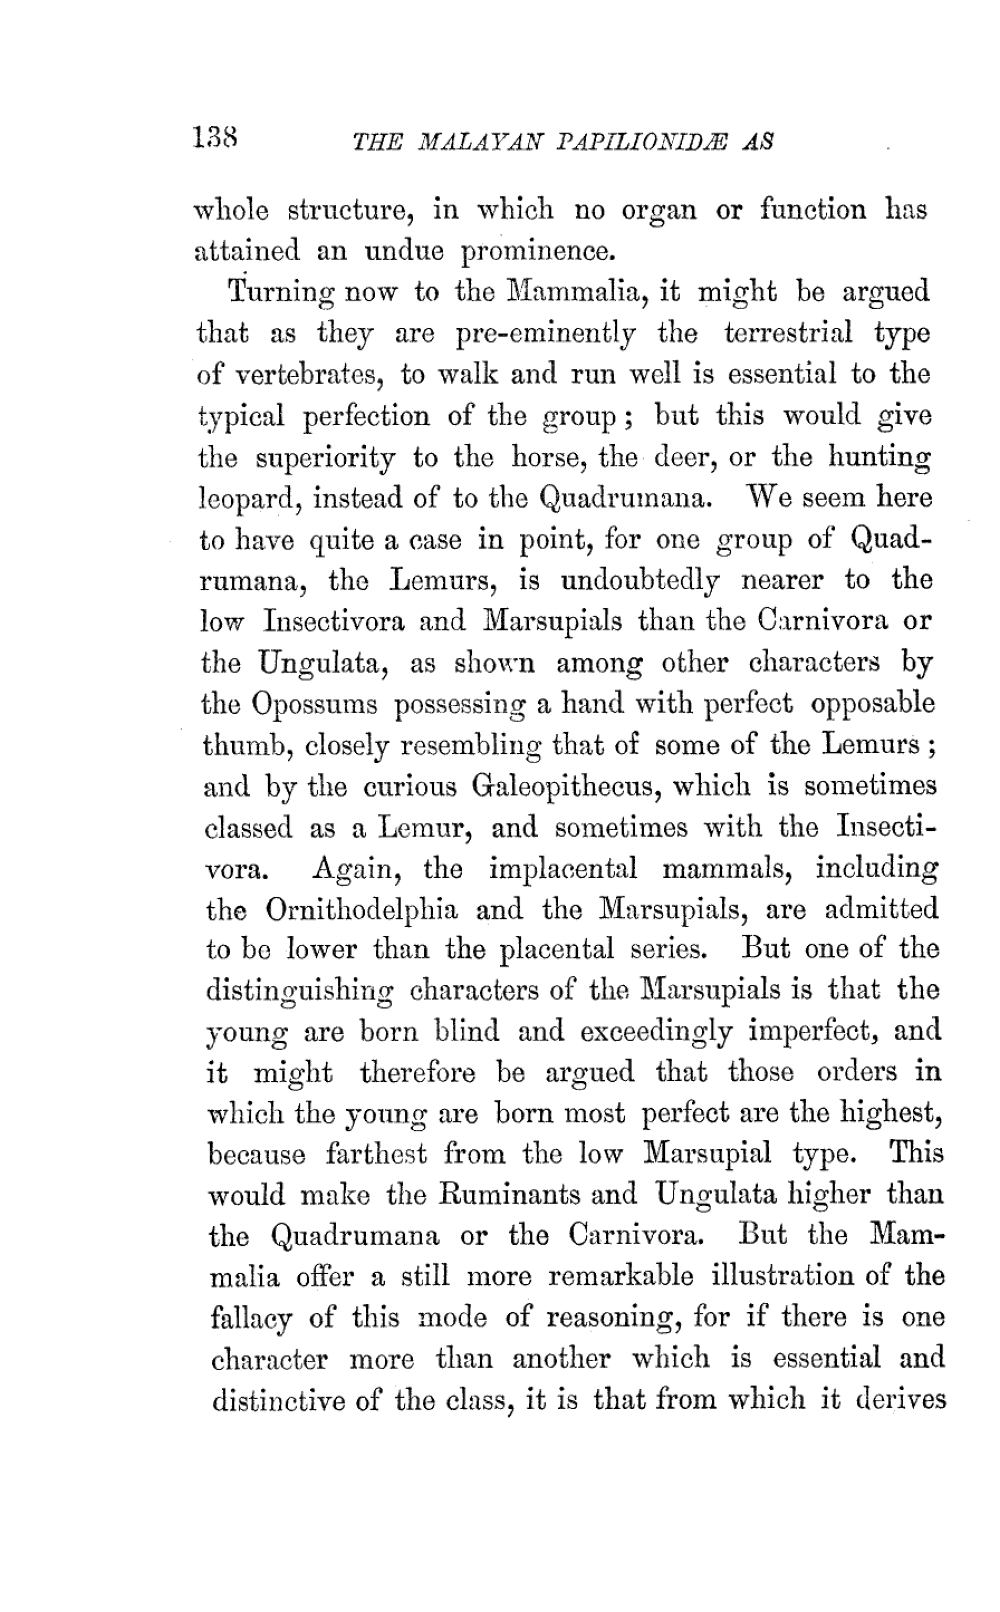 138 THE MALAYAN PAPILIONIDÆ AS
whole structure, in which no organ or function has
attained an undue prominence.
Turning now to the Mammalia, it might be argued
that as they are pre-eminently the terrestrial type
of vertebrates, to walk and run well is essential to the
typical perfection of the group; but this would give
the superiority to the horse, the deer, or the hunting
leopard, instead of to the Quadrumana. We seem here
to have quite a case in point, for one group of Quad-
rumana, the Lemurs, is undoubtedly nearer to the
low Insectivora and Marsupials than the Carnivora or
the Ungulata, as shown among other characters by
the Opossums possessing a hand with perfect opposable
thumb, closely resembling that of some of the Lemurs;
and by the curious Galeopithecus, which is sometimes
classed as a Lemur, and sometimes with the Insecti-
vora. Again, the implacental mammals, including
the Ornithodelphia and the Marsupials, are admitted
to be lower than the placental series. But one of the
distinguishing characters of the Marsupials is that the
young are born blind and exceedingly imperfect, and
it might therefore be argued that those orders in
which the young are born most perfect are the highest,
because farthest from the low Marsupial type. This
would make the Ruminants and Ungulata higher than
the Quadrumana or the Carnivora. But the Mam-
malia offer a still more remarkable illustration of the
fallacy of this mode of reasoning, for if there is one
character more than another which is essential and
distinctive of the class, it is that from which it derives